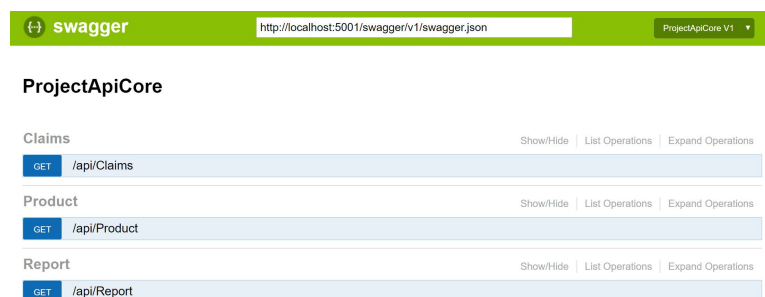 {··} swagger http://localhost:5001/swagger/v1/swagger.json ProjectApiCore V1
ProjectApiCore
Claims Show/Hide List Operations Expand Operations
GET /api/Claims
Product Show/Hide List Operations Expand Operations
GET /api/Product
Report Show/Hide List Operations Expand Operations
GET /api/Report